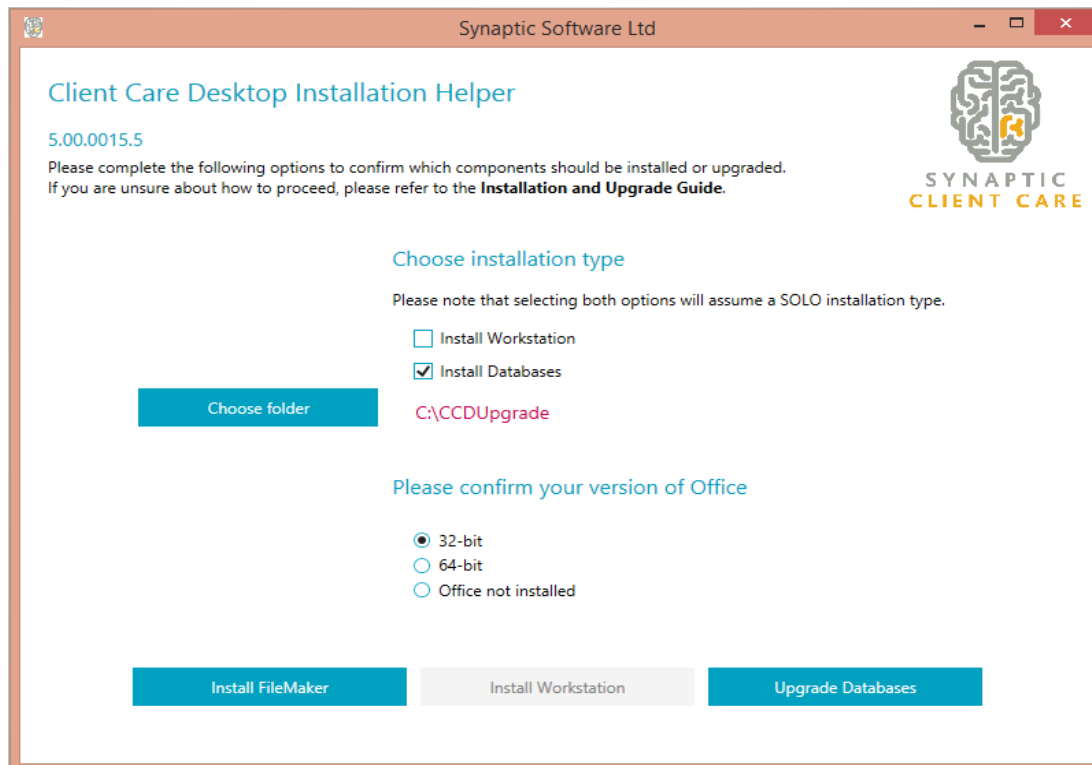 Synaptic Software Ltd
Client Care Desktop Installation Helper
5.00.0015.5
Please complete the following options to confirm which components should be installed or upgraded.
If you are unsure about how to proceed, please refer to the Installation and Upgrade Guide.
SYNAPTIC
CLIENT CARE
Choose installation type
Please note that selecting both options will assume a SOLO installation type.
Install Workstation
Install Databases
Choose folder
C:\CCDUpgrade
Please confirm your version of Office
32-bit
64-bit
Office not installed
Install FileMaker
Install Workstation
Upgrade Databases